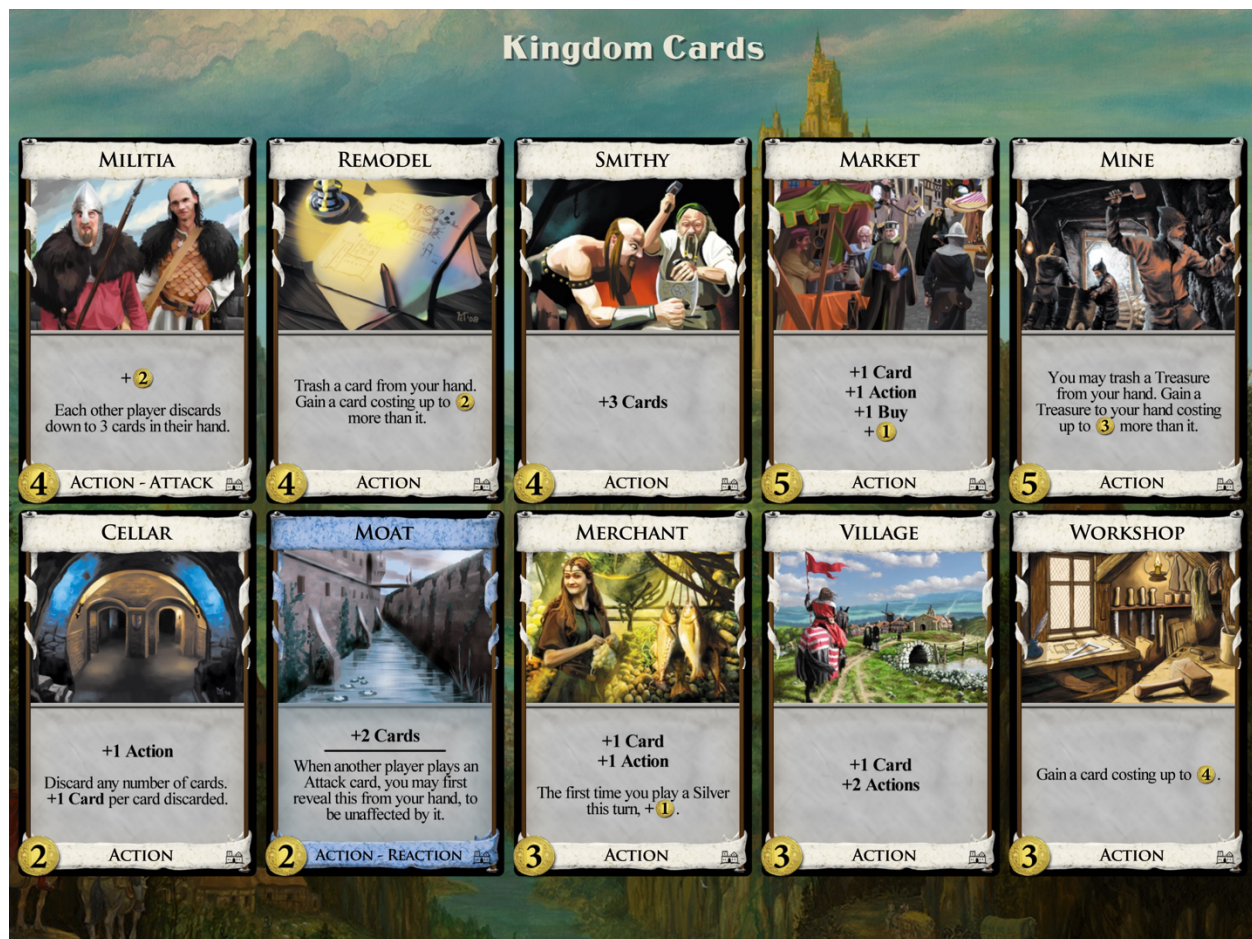 Kingdom Cards
MILITIA
+2
Each other player discards
down to 3 cards in their hand.
4 ACTION - ATTACK
REMODEL
Trash a card from your hand.
Gain a card costing up to 2
more than it.
4 ACTION
SMITHY
+3 Cards
4 ACTION
MARKET
+1 Card
+1 Action
+1 Buy
+1
5 ACTION
MINE
You may trash a Treasure
from your hand. Gain a
Treasure to your hand costing
up to 3 more than it.
5 ACTION
CELLAR
+1 Action
Discard any number of cards.
+1 Card per card discarded.
2 ACTION
MOAT
+2 Cards
When another player plays an
Attack card, you may first
reveal this from your hand, to
be unaffected by it.
2 ACTION - REACTION
MERCHANT
+1 Card
+1 Action
The first time you play a Silver
this turn, +1.
3 ACTION
VILLAGE
+1 Card
+2 Actions
3 ACTION
WORKSHOP
Gain a card costing up to 4.
3 ACTION